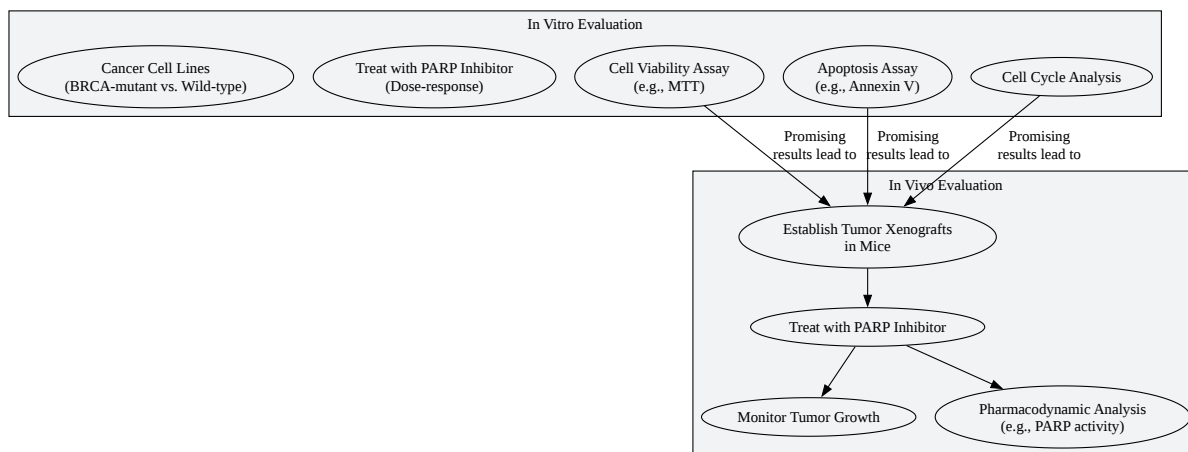 In Vitro Evaluation
Cancer Cell Lines
(BRCA-mutant vs. Wild-type)
Treat with PARP Inhibitor
(Dose-response)
Cell Viability Assay
(e.g., MTT)
Apoptosis Assay
(e.g., Annexin V)
Cell Cycle Analysis
Promising
results lead to
Promising
results lead to
Promising
results lead to
In Vivo Evaluation
Establish Tumor Xenografts
in Mice
Treat with PARP Inhibitor
Monitor Tumor Growth
Pharmacodynamic Analysis
(e.g., PARP activity)